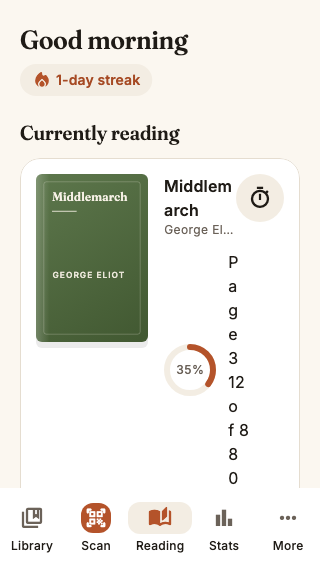 Good morning
1-day streak
Currently reading
Middlemarch
GEORGE ELIOT
Middlem
arch
George El...
35%
P
a
g
e
3
12
o
f 8
8
0
Library
Scan
Reading
Stats
More